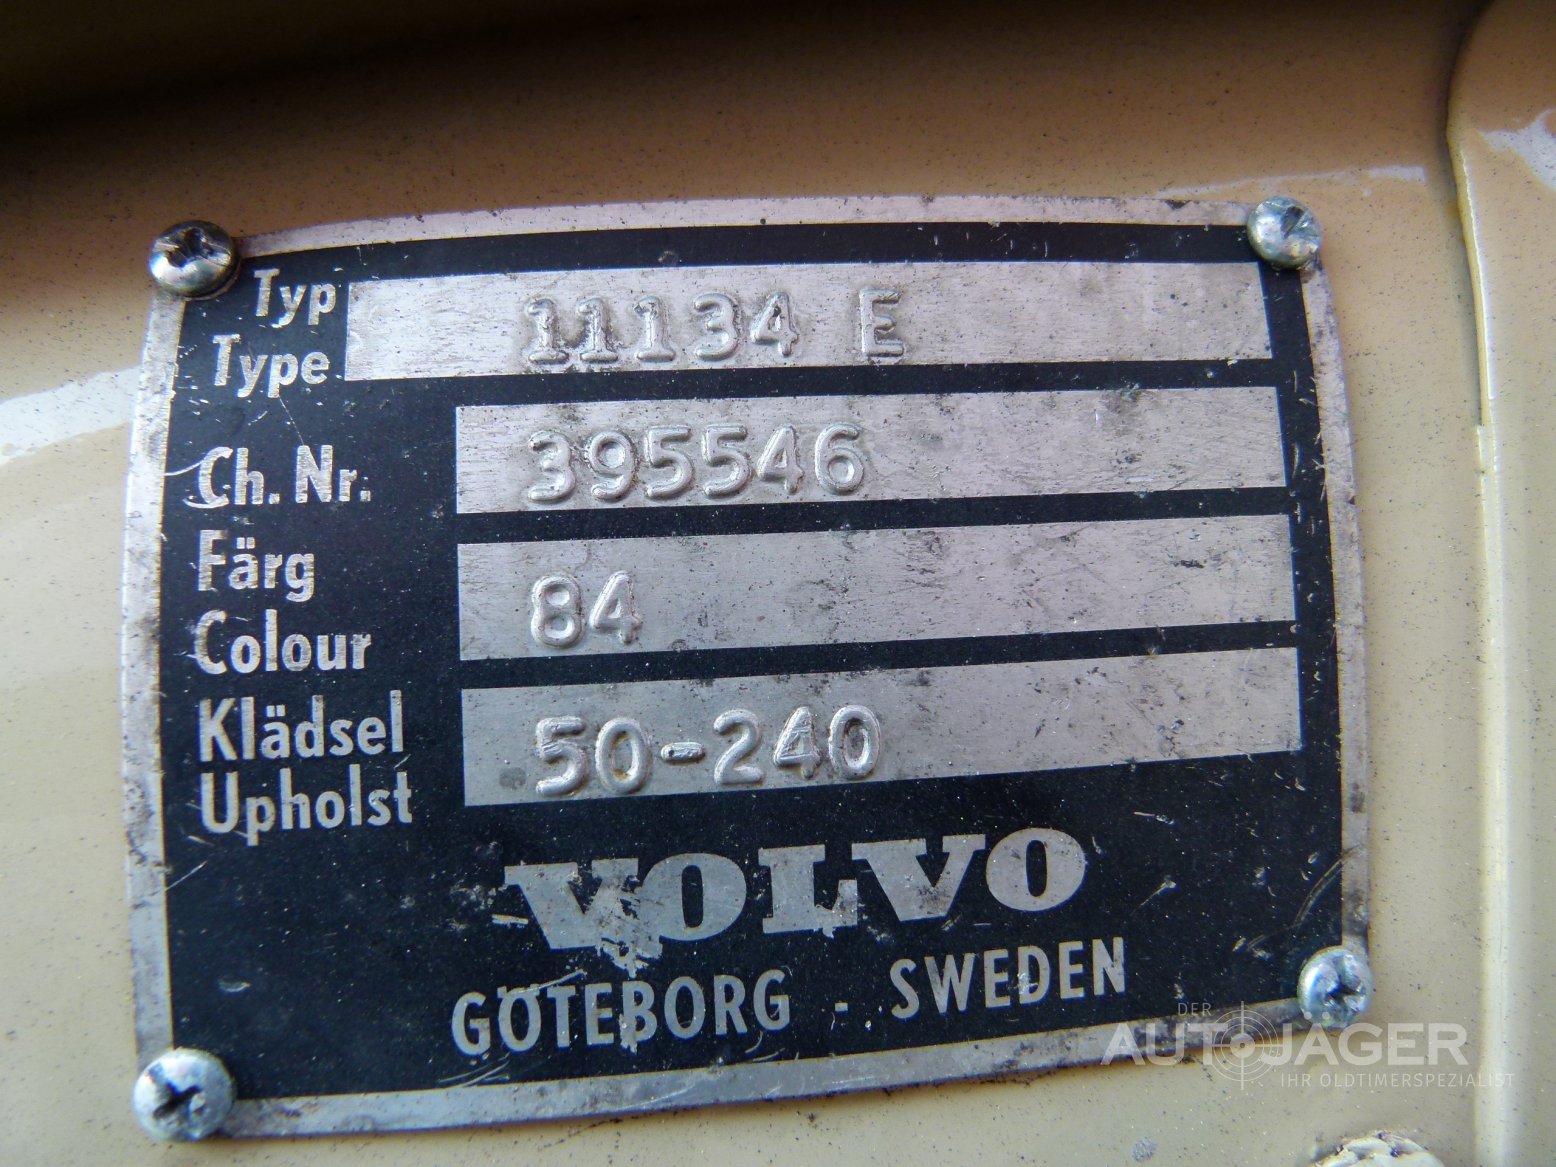 Typ 11134 E
Type
Ch. Nr. 395546
Färg
Colour 84
Klädsel 50-240
Upholst
VOLVO
GÖTEBORG - SWEDEN
DER
AUTOJÄGER
IHR OLDTIMERSPEZIALIST